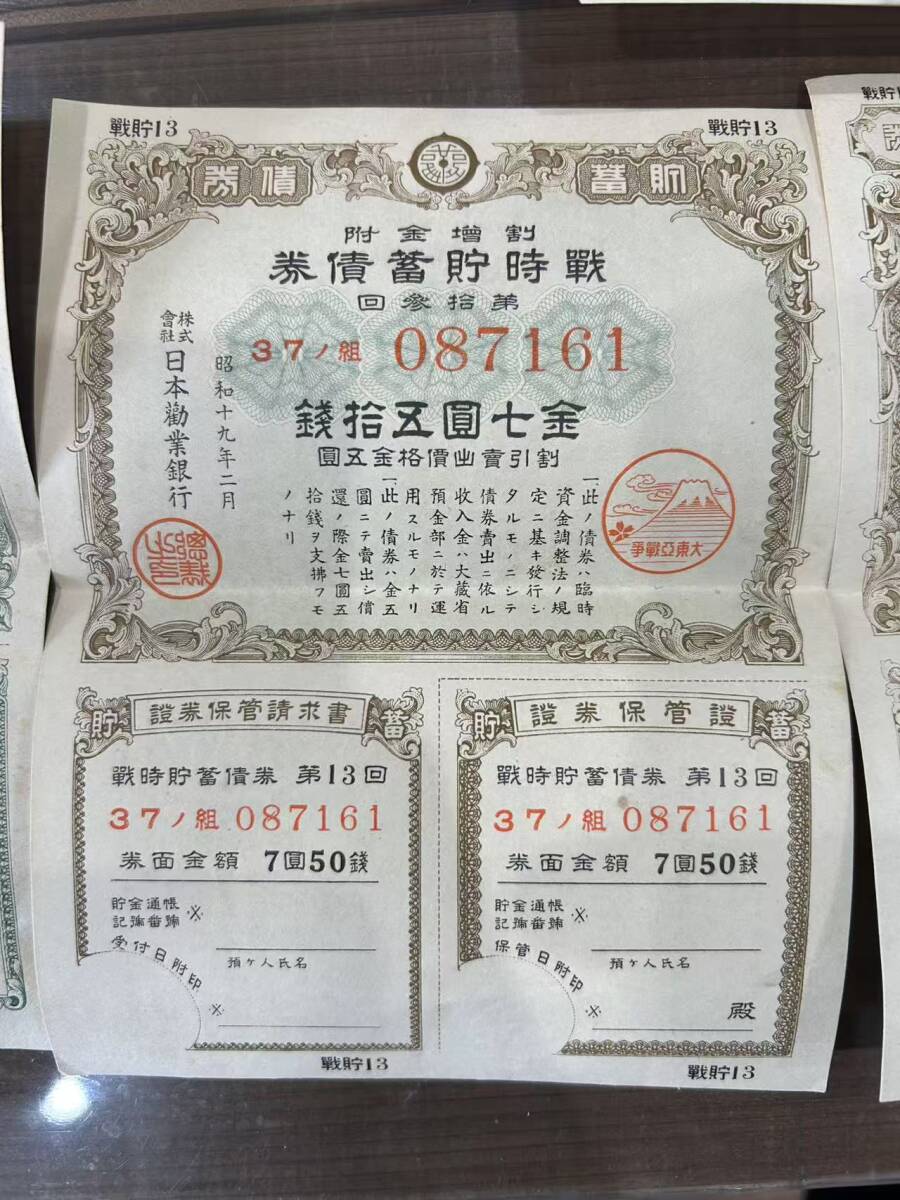 戰貯13
戰貯13
貯蓄
債券
割增金附
戰時貯蓄債券
第拾參回
37ノ組 087161
金七圓五拾錢
割引賣出價格金五圓
大東亞戰爭
一、此ノ債券ハ臨時
資金調整法ノ規
定ニ基キ發行シ
タルモノニシテ
債券賣出ニ依ル
收入金ハ大藏省
預金部ニ於テ運
用スルモノナリ
一、此ノ債券ハ金五
圓ニテ賣出シ償
還ノ際金七圓五
拾錢ヲ支拂フモ
ノナリ
昭和十九年二月
株式會社日本勸業銀行
貯 證券保管請求書 蓄
戰時貯蓄債券 第13回
37ノ組 087161
券面金額 7圓50錢
貯金通帳
記號番號 ※
受付日附印 ※
預ケ人氏名
戰貯13
貯 證券保管證 蓄
戰時貯蓄債券 第13回
37ノ組 087161
券面金額 7圓50錢
貯金通帳
記號番號 ※
保管日附印 ※
預ケ人氏名
殿
戰貯13
戰貯